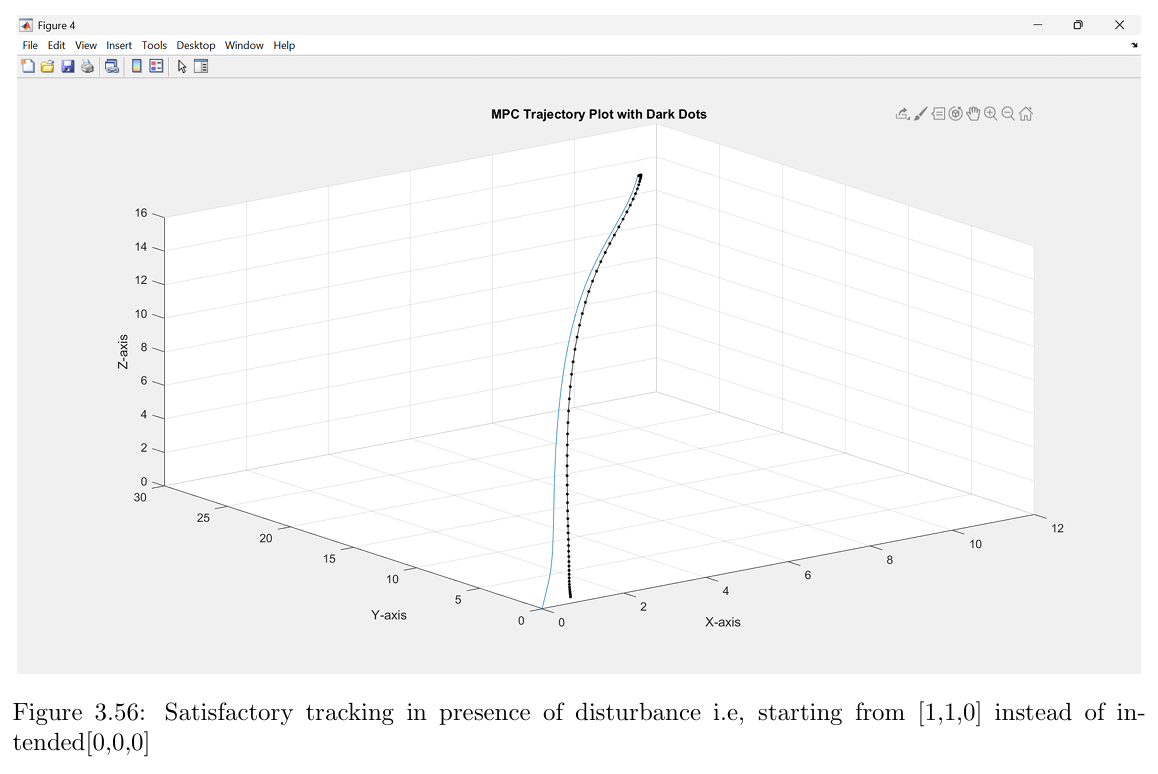 Figure 4
File Edit View Insert Tools Desktop Window Help
MPC Trajectory Plot with Dark Dots
16
14
12
10
8
6
4
2
0
Z-axis
30
25
20
15
10
5
0
Y-axis
0
2
4
6
8
10
12
X-axis
Figure 3.56: Satisfactory tracking in presence of disturbance i.e, starting from [1,1,0] instead of in-
tended[0,0,0]